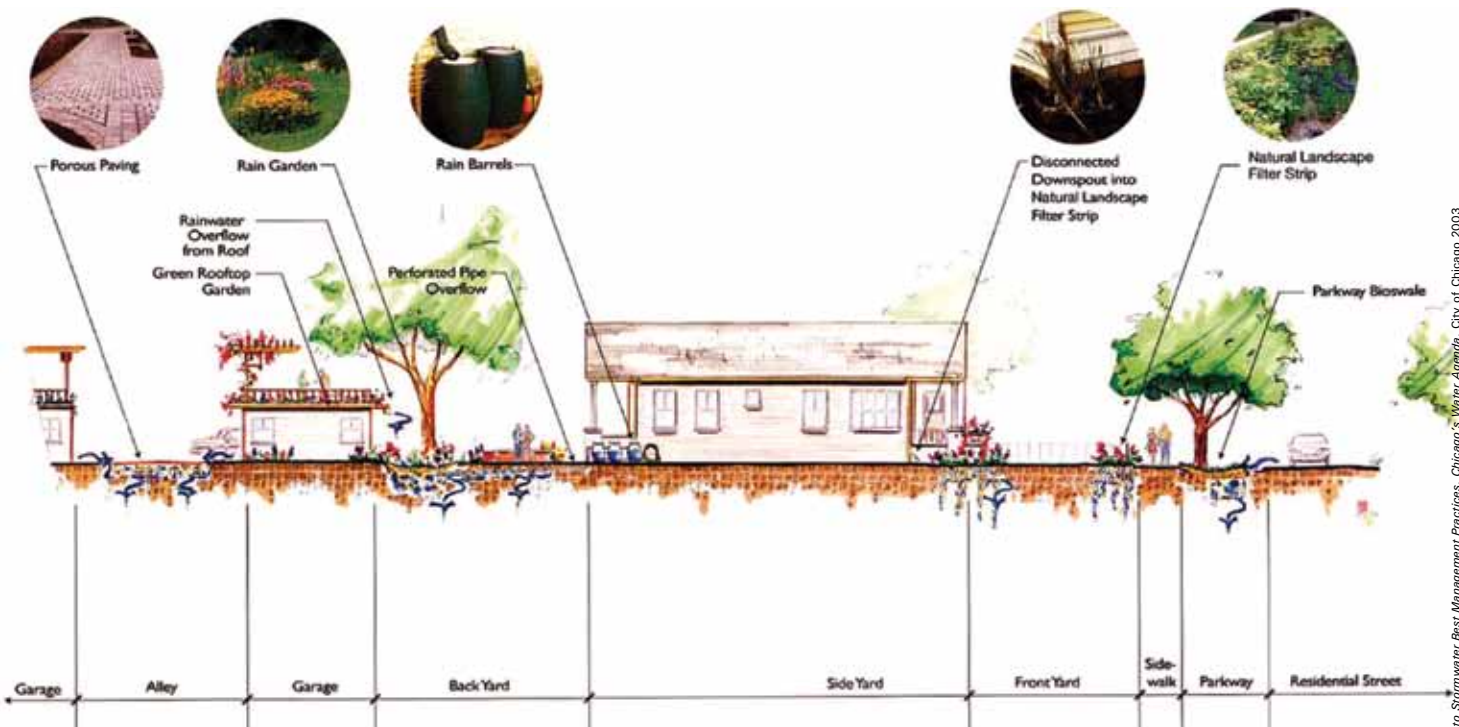 Porous Paving
Rain Garden
Rain Barrels
Disconnected
Downspout into
Natural Landscape
Filter Strip
Natural Landscape
Filter Strip
Rainwater
Overflow
from Roof
Green Rooftop
Garden
Perforated Pipe
Overflow
Parkway Bioswale
Garage
Alley
Garage
Back Yard
Side Yard
Front Yard
Side-
walk
Parkway
Residential Street
to Stormwater Best Management Practices, Chicago's Water Agenda, City of Chicago 2003